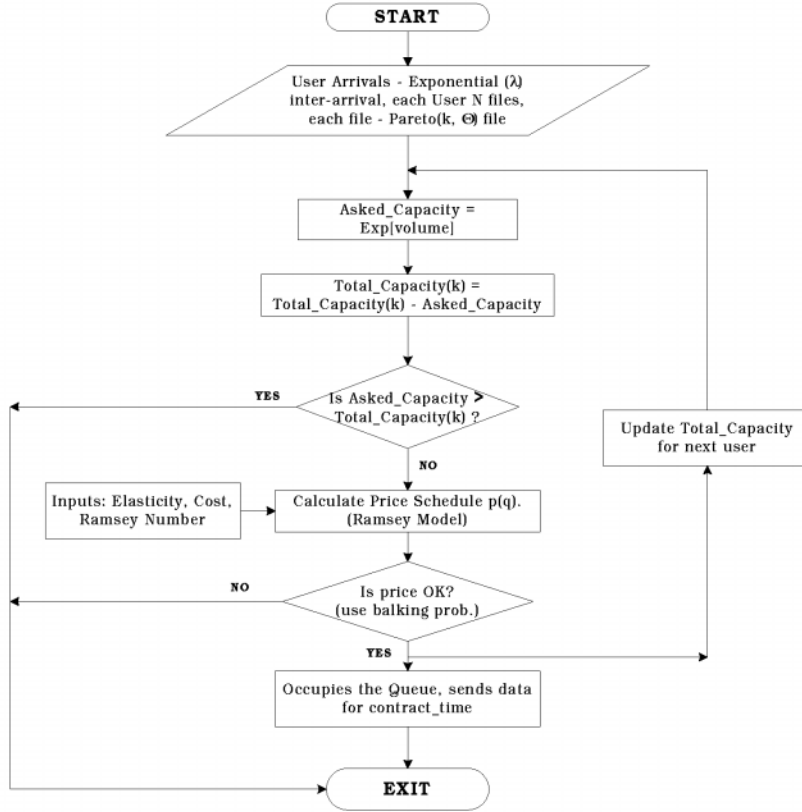 START
User Arrivals - Exponential (λ)
inter-arrival, each User N files,
each file - Pareto(k, Θ) file
Asked_Capacity =
Exp[volume]
Total_Capacity(k) =
Total_Capacity(k) - Asked_Capacity
YES
Is Asked_Capacity >
Total_Capacity(k) ?
Update Total_Capacity
for next user
NO
Inputs: Elasticity, Cost,
Ramsey Number
Calculate Price Schedule p(q).
(Ramsey Model)
NO
Is price OK?
(use balking prob.)
YES
Occupies the Queue, sends data
for contract_time
EXIT